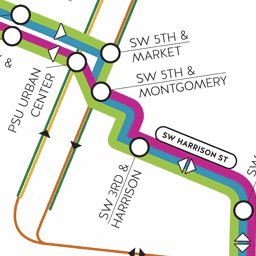 SW 5TH &
MARKET
&
SW 5TH &
MONTGOMERY
PSU URBAN
CENTER
SW HARRISON ST
SW 3RD &
HARRISON
SW